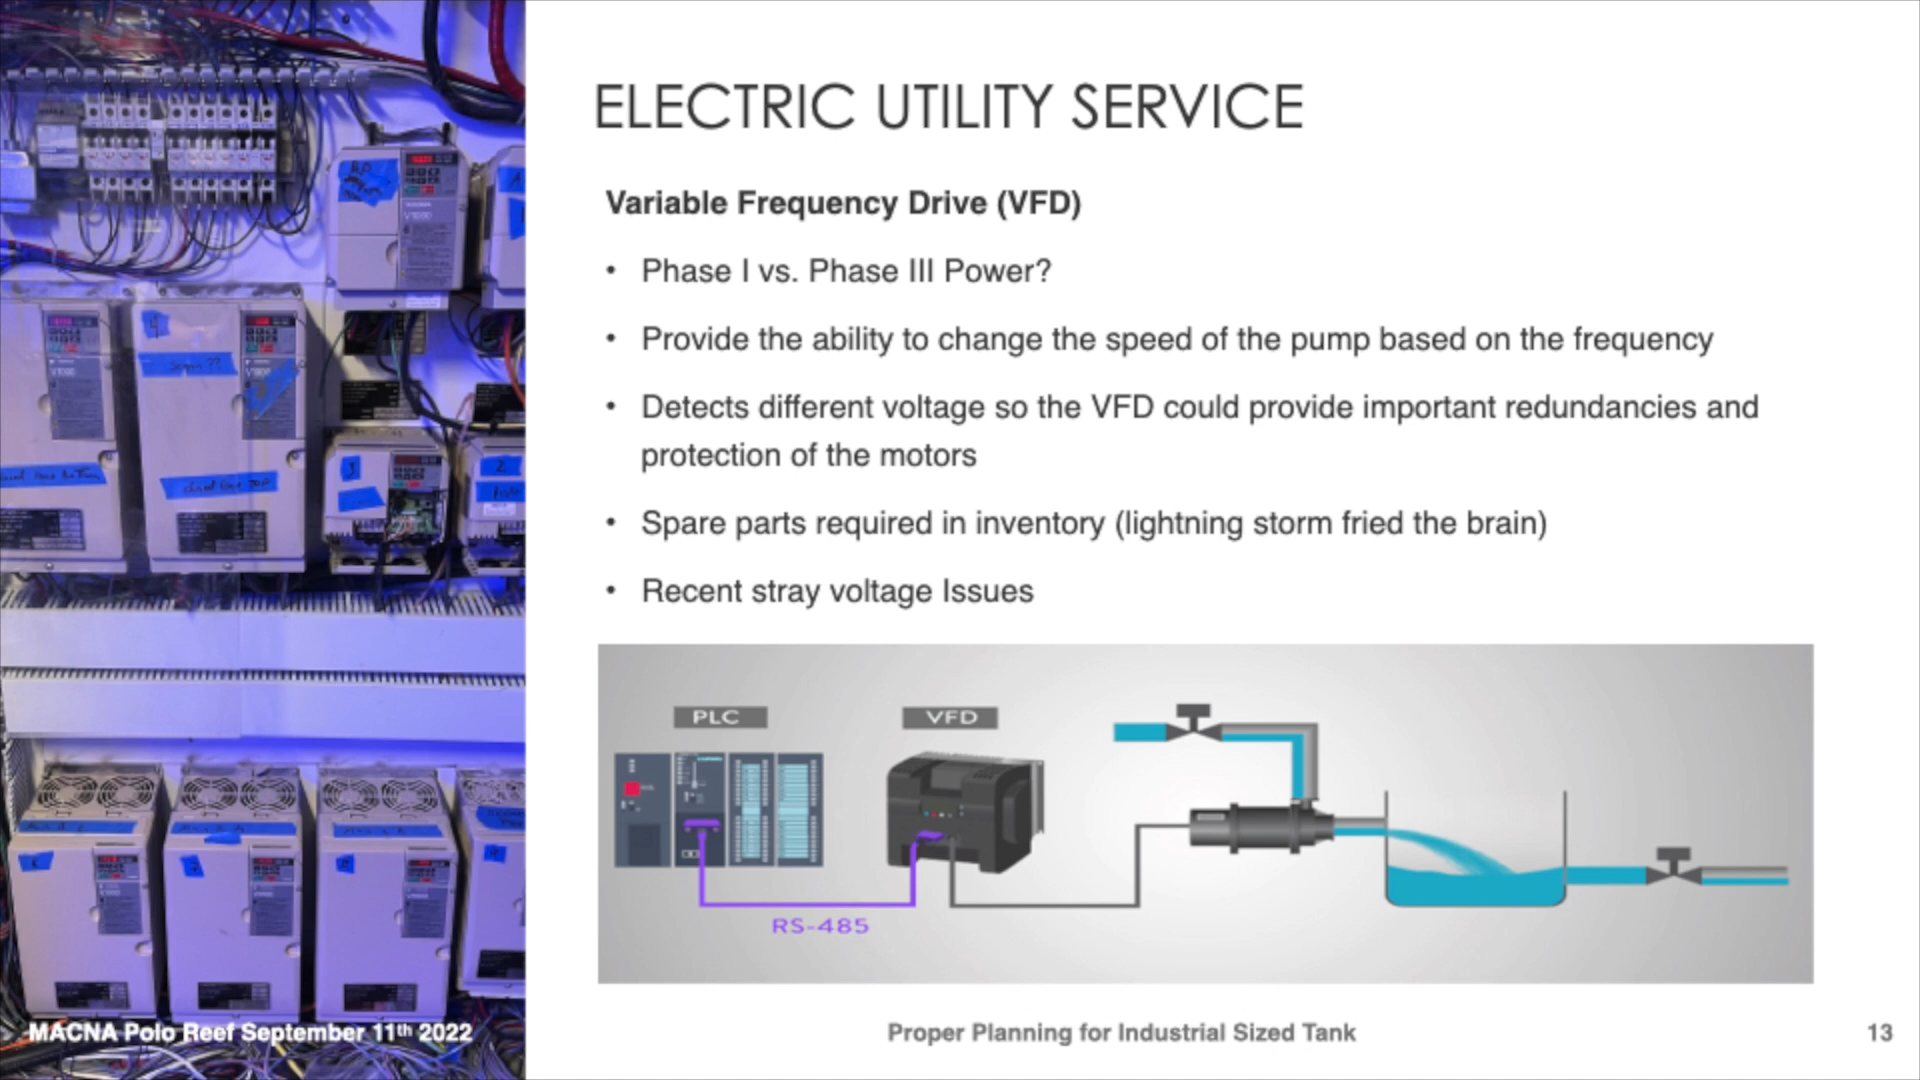 ELECTRIC UTILITY SERVICE
Variable Frequency Drive (VFD)
• Phase I vs. Phase III Power?
• Provide the ability to change the speed of the pump based on the frequency
• Detects different voltage so the VFD could provide important redundancies and
protection of the motors
• Spare parts required in inventory (lightning storm fried the brain)
• Recent stray voltage Issues
PLC
VFD
RS-485
V1000
MACNA Polo Reef September 11th 2022
Proper Planning for Industrial Sized Tank
13